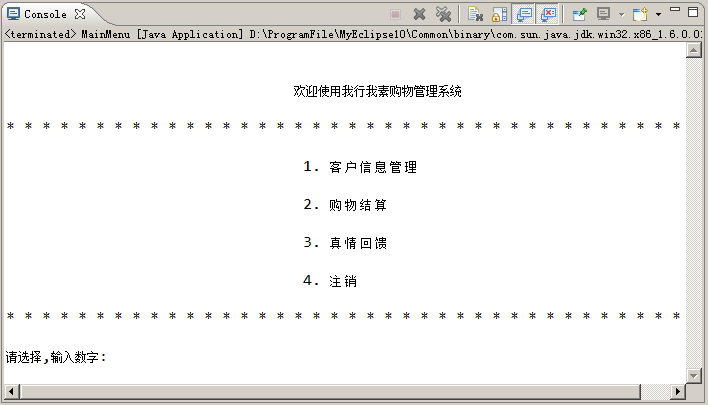 Console
<terminated> MainMenu [Java Application] D:\ProgramFile\MyEclipse10\Common\binary\com.sun.java.jdk.win32.x86_1.6.0.0
欢迎使用我行我素购物管理系统
* * * * * * * * * * * * * * * * * * * * * * * * * * * * * * * * * * * * * *
1. 客户信息管理
2. 购物结算
3. 真情回馈
4. 注销
* * * * * * * * * * * * * * * * * * * * * * * * * * * * * * * * * * * * * *
请选择,输入数字: